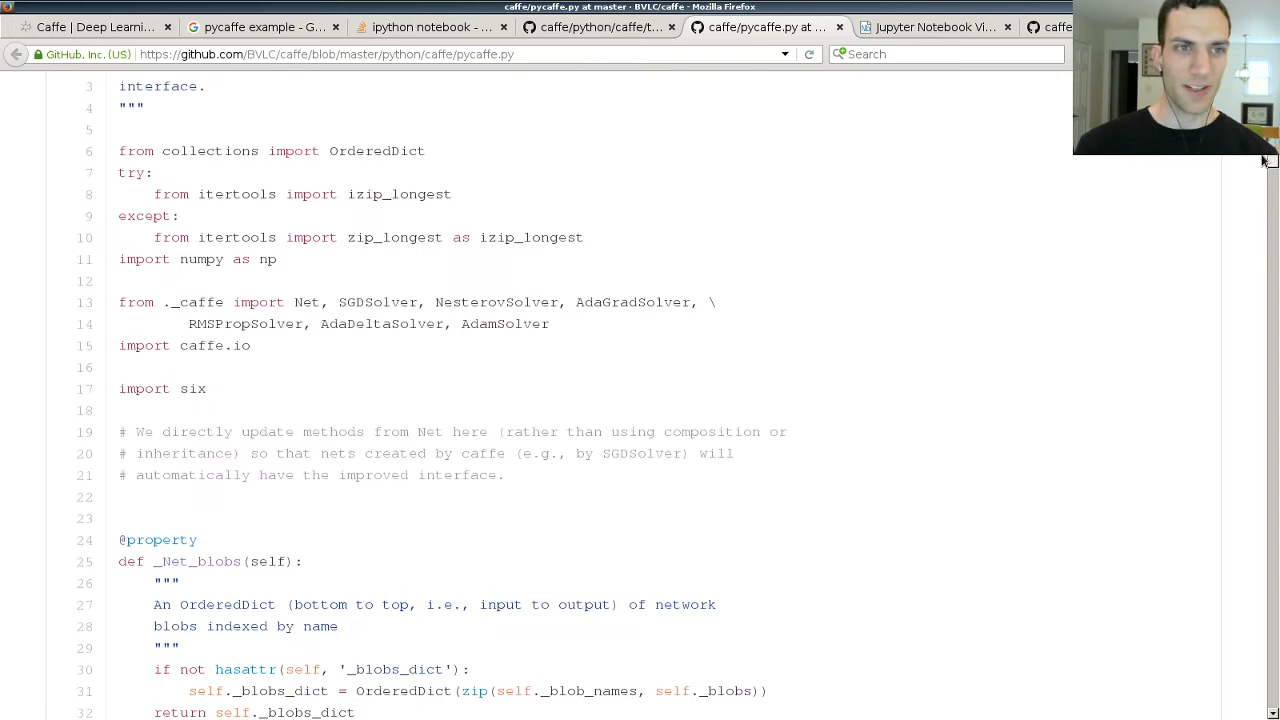 caffe/pycaffe.py at master · BVLC/caffe - Mozilla Firefox
Caffe | Deep Learni... ×
pycaffe example - G... ×
ipython notebook - ... ×
caffe/python/caffe/t... ×
caffe/pycaffe.py at ... ×
Jupyter Notebook Vi... ×
caffe
GitHub, Inc. (US)
https://github.com/BVLC/caffe/blob/master/python/caffe/pycaffe.py
Search
3 interface.
4 """
5
6 from collections import OrderedDict
7 try:
8 from itertools import izip_longest
9 except:
10 from itertools import zip_longest as izip_longest
11 import numpy as np
12
13 from ._caffe import Net, SGDSolver, NesterovSolver, AdaGradSolver, \
14 RMSPropSolver, AdaDeltaSolver, AdamSolver
15 import caffe.io
16
17 import six
18
19 # We directly update methods from Net here (rather than using composition or
20 # inheritance) so that nets created by caffe (e.g., by SGDSolver) will
21 # automatically have the improved interface.
22
23
24 @property
25 def _Net_blobs(self):
26 """
27 An OrderedDict (bottom to top, i.e., input to output) of network
28 blobs indexed by name
29 """
30 if not hasattr(self, '_blobs_dict'):
31 self._blobs_dict = OrderedDict(zip(self._blob_names, self._blobs))
32 return self._blobs_dict